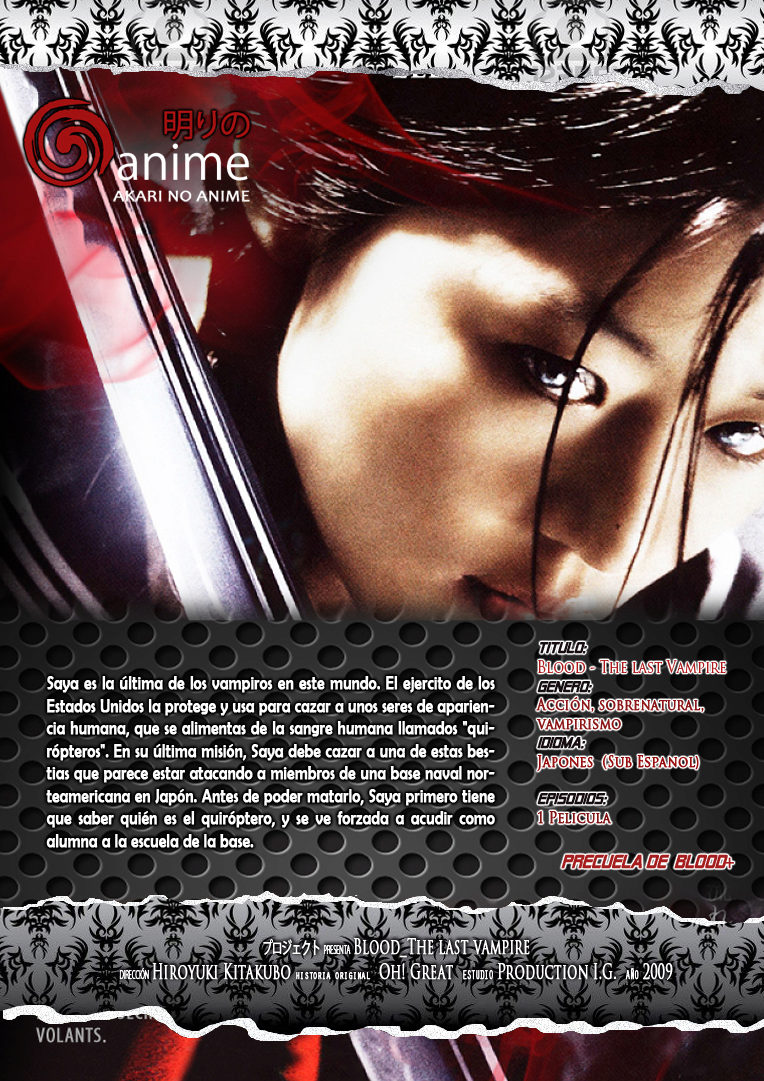 明りの
anime
AKARI NO ANIME
Saya es la última de los vampiros en este mundo. El ejercito de los
Estados Unidos la protege y usa para cazar a unos seres de aparien-
cia humana, que se alimentas de la sangre humana llamados "qui-
rópteros". En su última misión, Saya debe cazar a una de estas bes-
tias que parece estar atacando a miembros de una base naval nor-
teamericana en Japón. Antes de poder matarlo, Saya primero tiene
que saber quién es el quiróptero, y se ve forzada a acudir como
alumna a la escuela de la base.
TITULO:
BLOOD - THE LAST VAMPIRE
GENERO:
ACCIÓN, SOBRENATURAL,
VAMPIRISMO
IDIOMA:
JAPONES (SUB ESPANOL)
EPISODIOS:
1 PELICULA
PRECUELA DE BLOOD+
プロジェクト PRESENTA BLOOD_THE LAST VAMPIRE
DIRECCIÓN HIROYUKI KITAKUBO HISTORIA ORIGINAL OH! GREAT ESTUDIO PRODUCTION I.G. AÑO 2009
VOLANTS.